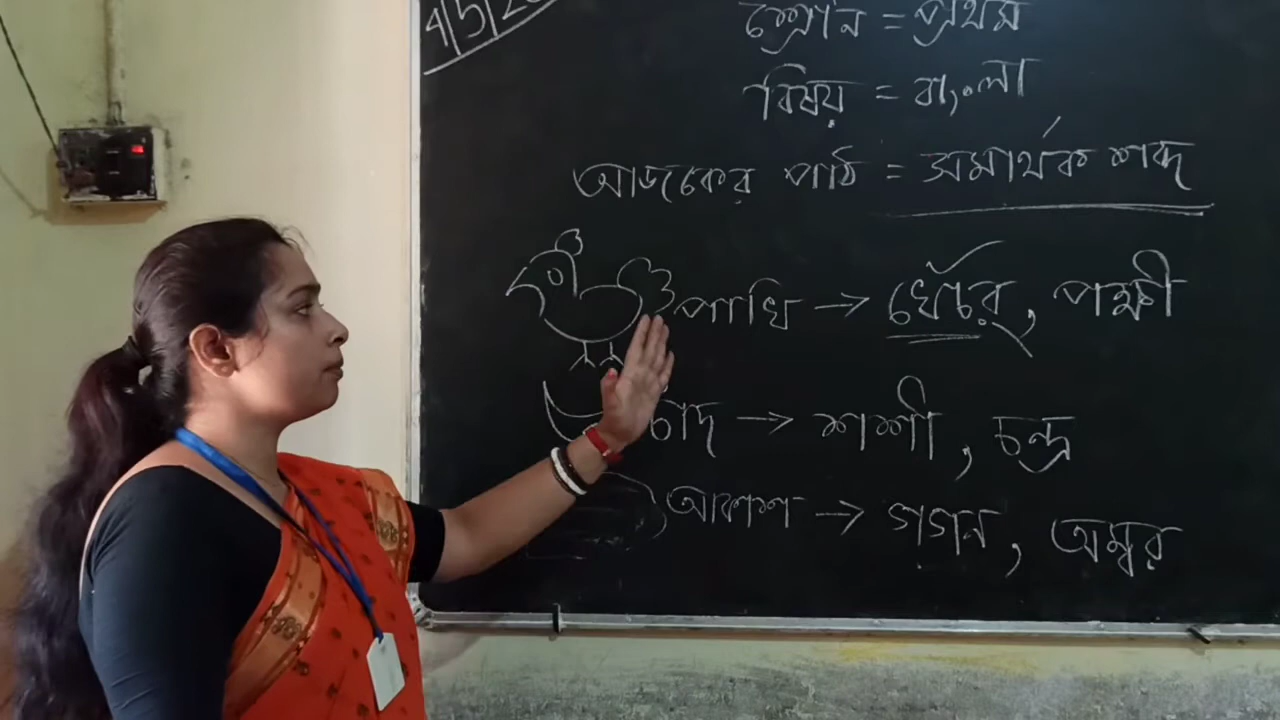 শ্রেনি = প্রথম
বিষয় = বাংলা
আজকের পাঠ = সমার্থক শব্দ
পাখি → খেচর, পক্ষী
চাঁদ → শশী, চন্দ্র
আকাশ → গগন, অম্বর